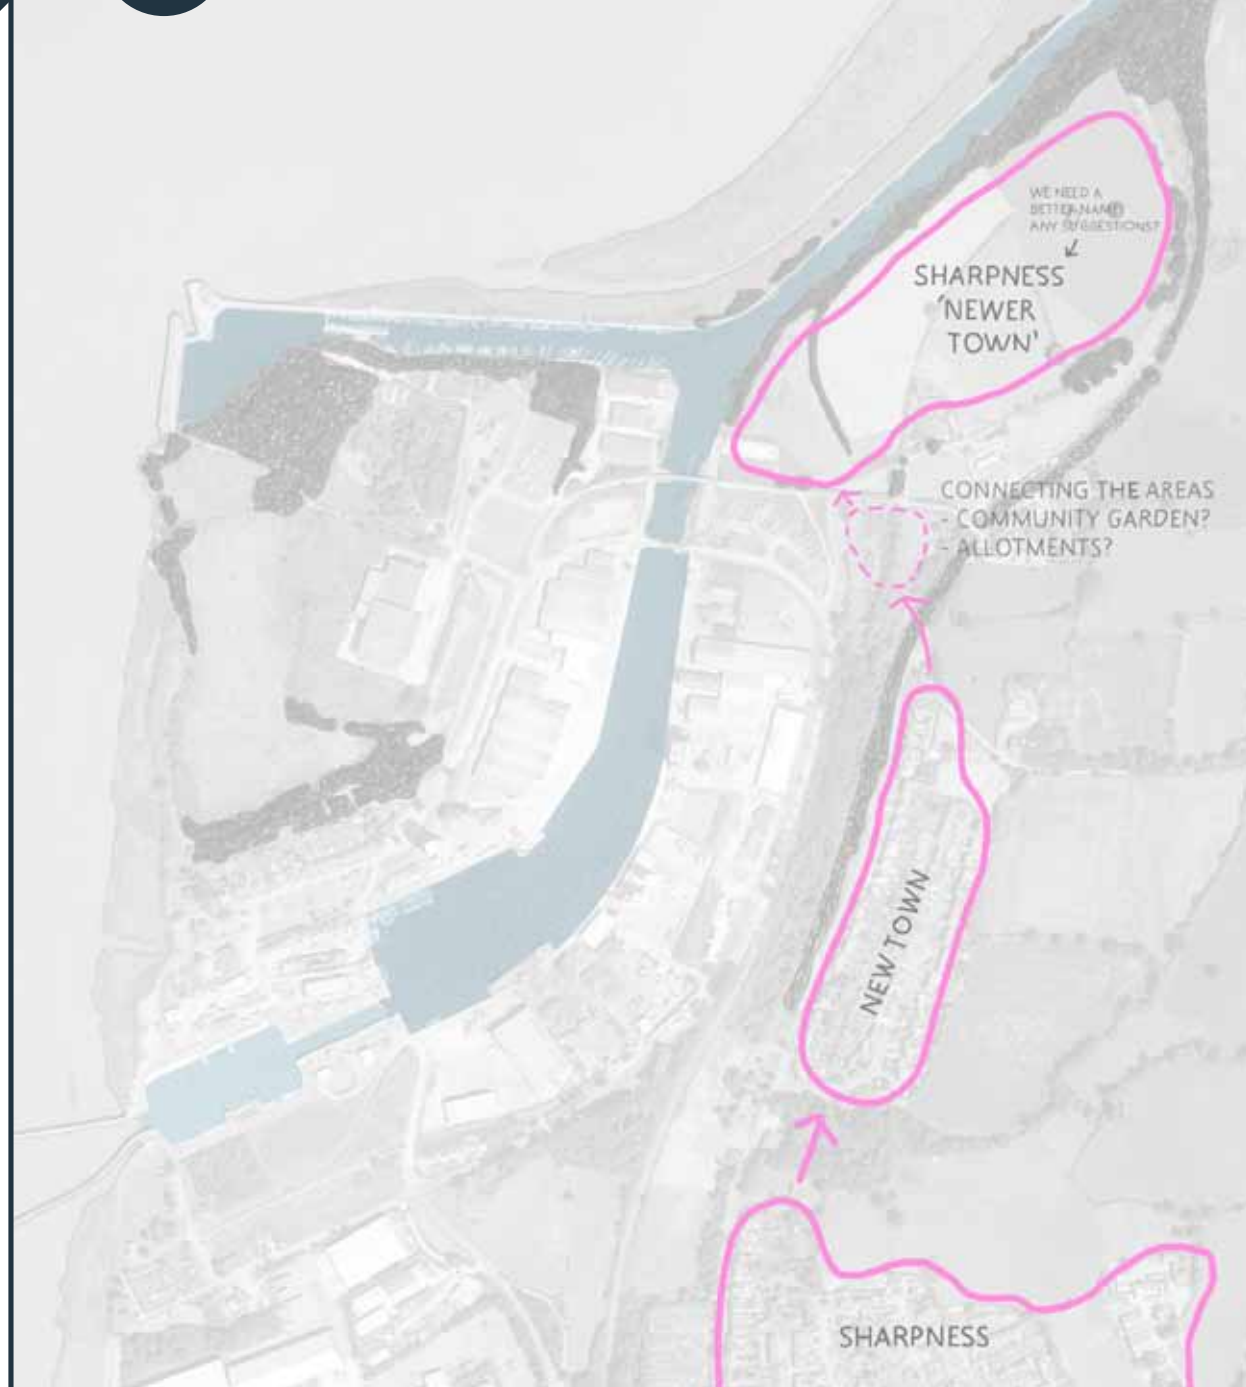 WE NEED A
BETTER NAME
ANY SUGGESTIONS?
SHARPNESS
'NEWER
TOWN'
CONNECTING THE AREAS
- COMMUNITY GARDEN?
- ALLOTMENTS?
NEW TOWN
SHARPNESS